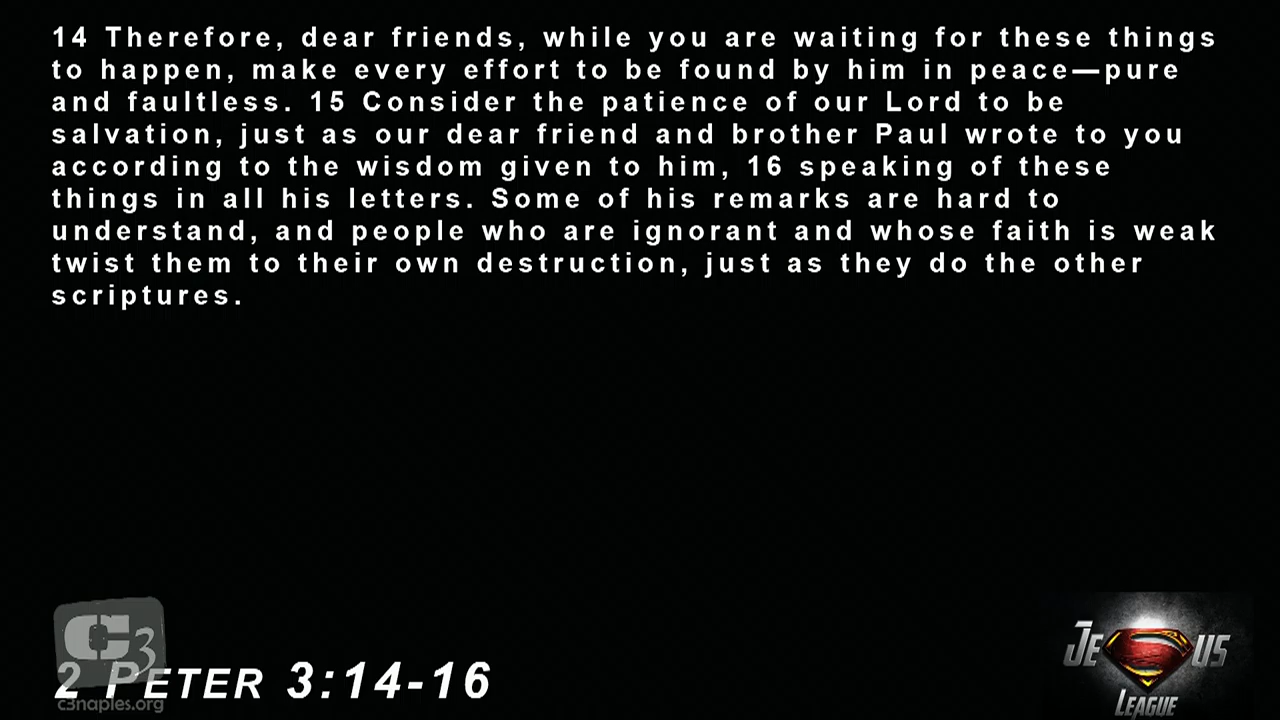 14 Therefore, dear friends, while you are waiting for these things
to happen, make every effort to be found by him in peace—pure
and faultless. 15 Consider the patience of our Lord to be
salvation, just as our dear friend and brother Paul wrote to you
according to the wisdom given to him, 16 speaking of these
things in all his letters. Some of his remarks are hard to
understand, and people who are ignorant and whose faith is weak
twist them to their own destruction, just as they do the other
scriptures.
C3
2 PETER 3:14-16
c3naples.org
JESUS
LEAGUE